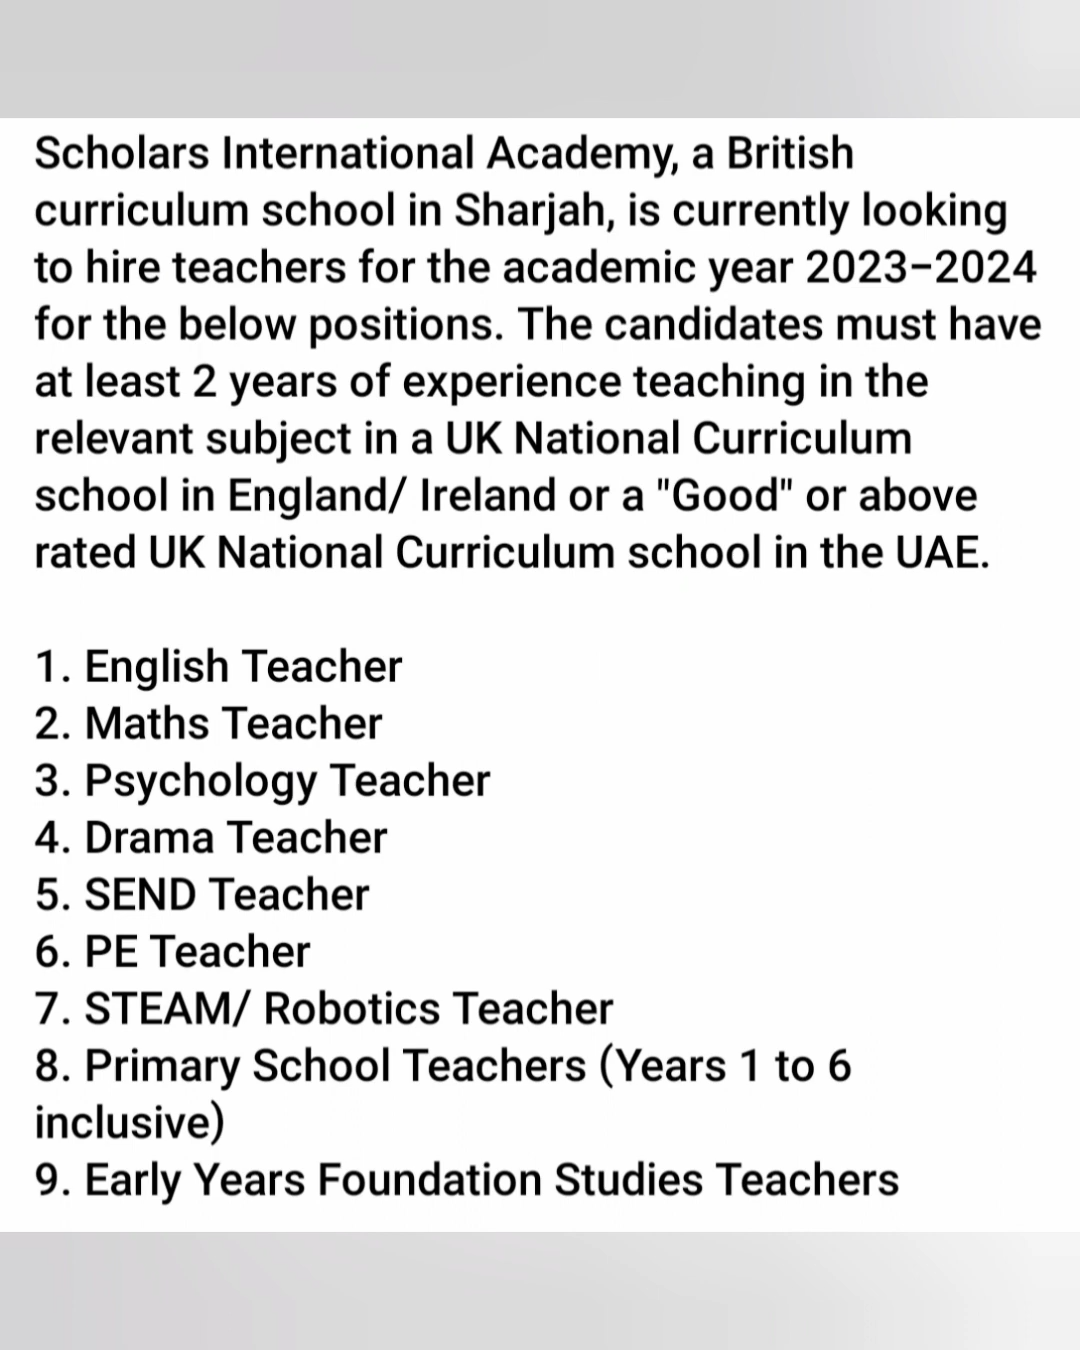 Scholars International Academy, a British
curriculum school in Sharjah, is currently looking
to hire teachers for the academic year 2023–2024
for the below positions. The candidates must have
at least 2 years of experience teaching in the
relevant subject in a UK National Curriculum
school in England/ Ireland or a "Good" or above
rated UK National Curriculum school in the UAE.
1. English Teacher
2. Maths Teacher
3. Psychology Teacher
4. Drama Teacher
5. SEND Teacher
6. PE Teacher
7. STEAM/ Robotics Teacher
8. Primary School Teachers (Years 1 to 6
inclusive)
9. Early Years Foundation Studies Teachers